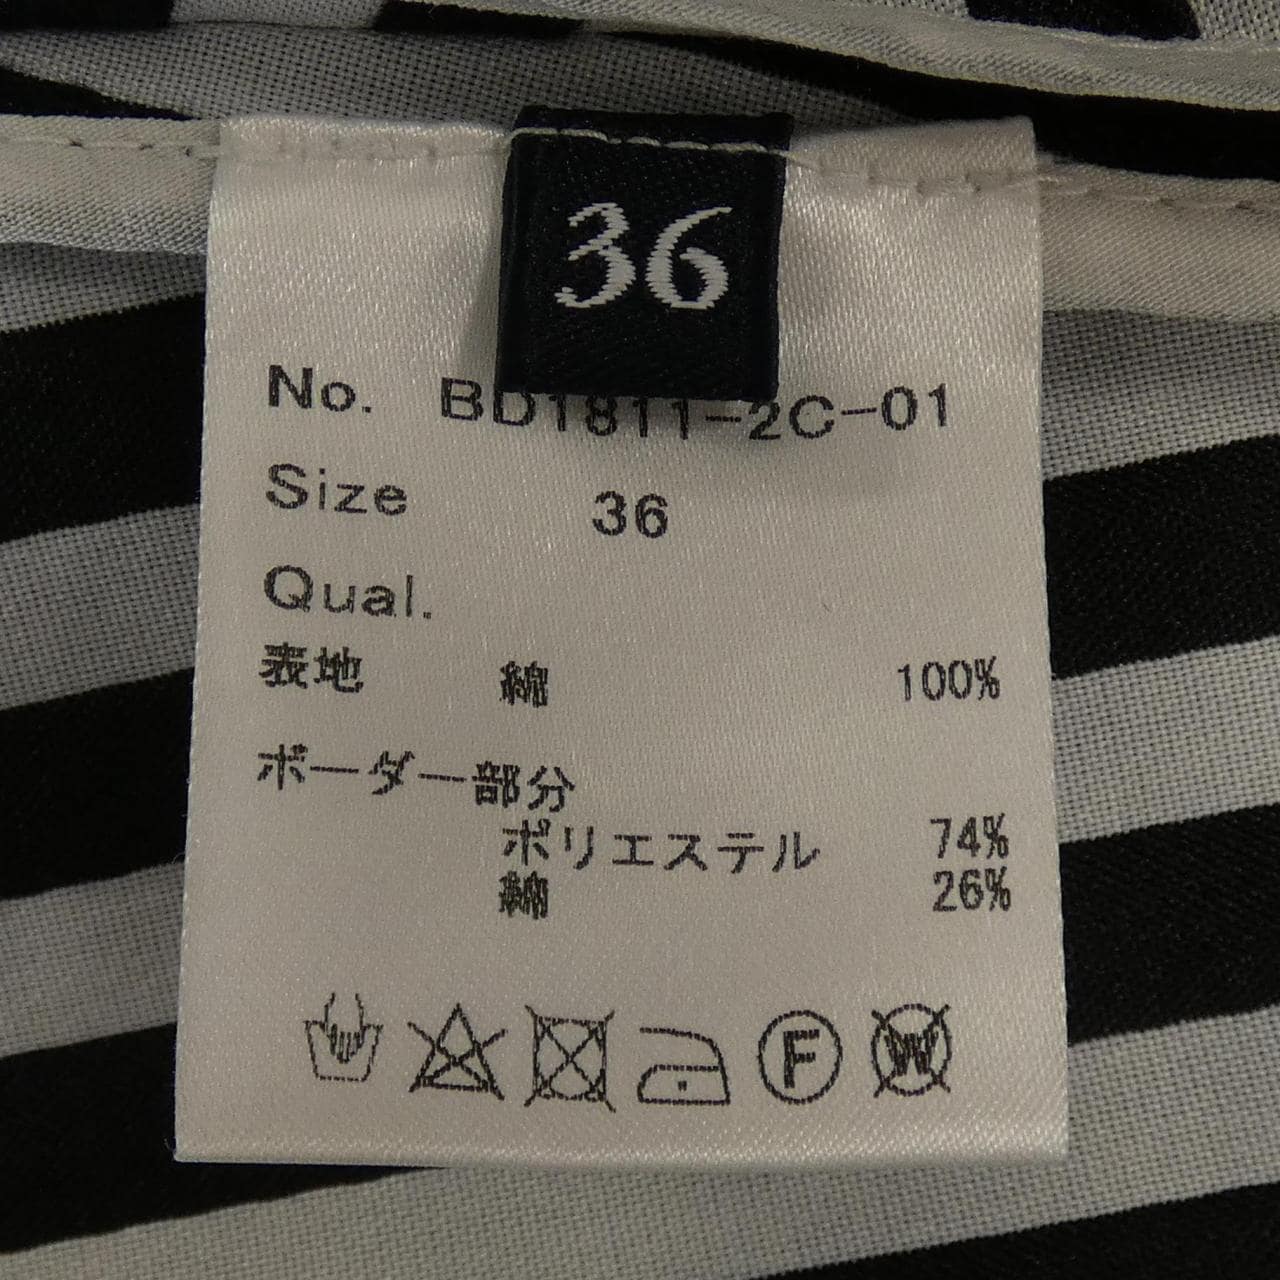 36
No. BD1811-2C-01
Size 36
Qual.
表地 綿 100%
ボーダー部分
ポリエステル 74%
綿 26%
F W